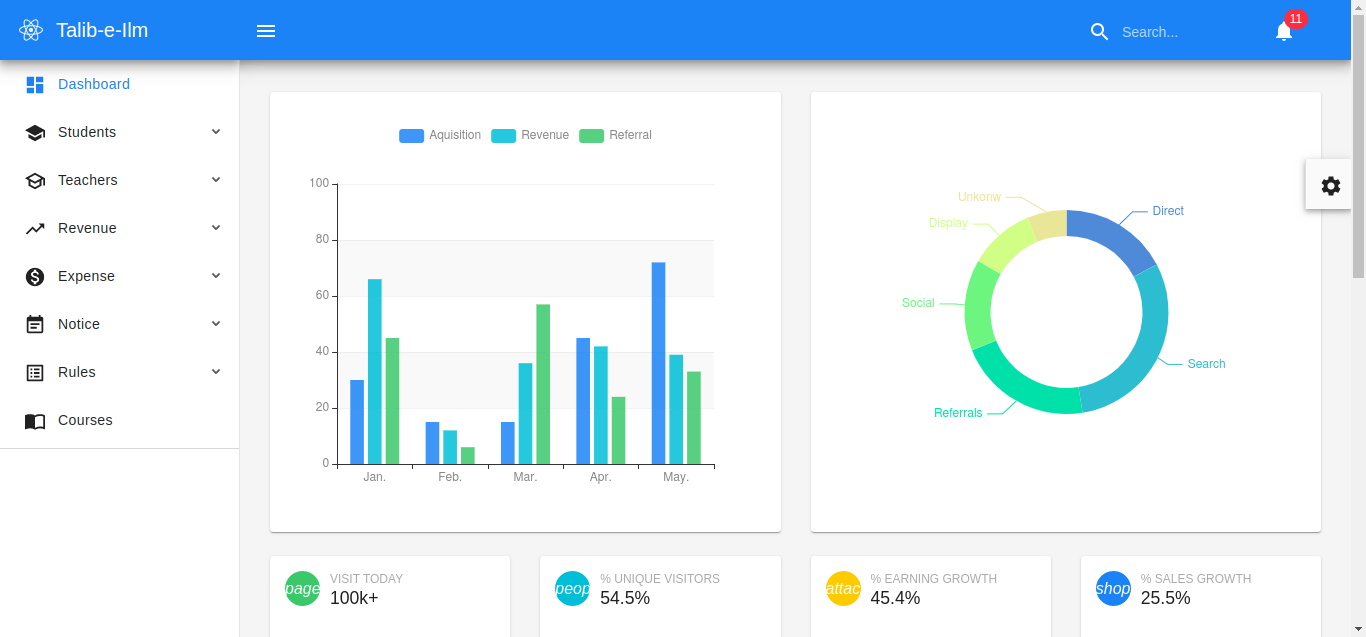 Talib-e-Ilm
Search...
11
Dashboard
Students
Teachers
Revenue
Expense
Notice
Rules
Courses
Aquisition Revenue Referral
100
80
60
40
20
0
Jan. Feb. Mar. Apr. May.
Unkonw
Display
Social
Referrals
Direct
Search
page
VISIT TODAY
100k+
peop
% UNIQUE VISITORS
54.5%
attac
% EARNING GROWTH
45.4%
shop
% SALES GROWTH
25.5%